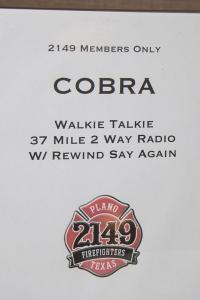 2149 MEMBERS ONLY
COBRA
WALKIE TALKIE
37 MILE 2 WAY RADIO
W/ REWIND SAY AGAIN
PLANO
2149
FIREFIGHTERS
TEXAS